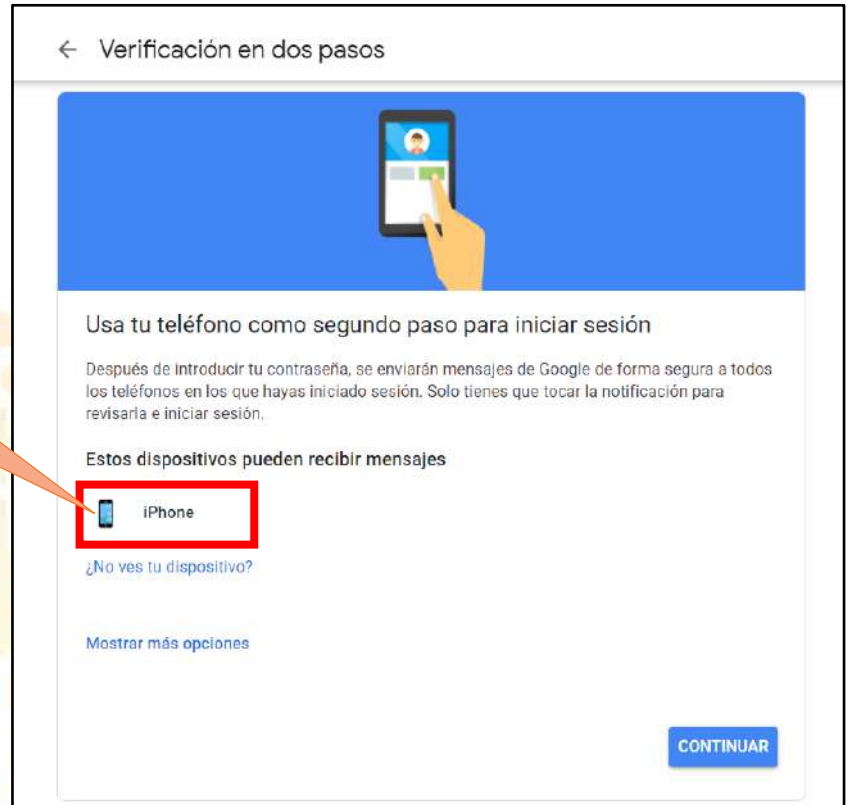 Verificación en dos pasos
Usa tu teléfono como segundo paso para iniciar sesión
Después de introducir tu contraseña, se enviarán mensajes de Google de forma segura a todos
los teléfonos en los que hayas iniciado sesión. Solo tienes que tocar la notificación para
revisarla e iniciar sesión.
Estos dispositivos pueden recibir mensajes
iPhone
¿No ves tu dispositivo?
Mostrar más opciones
CONTINUAR